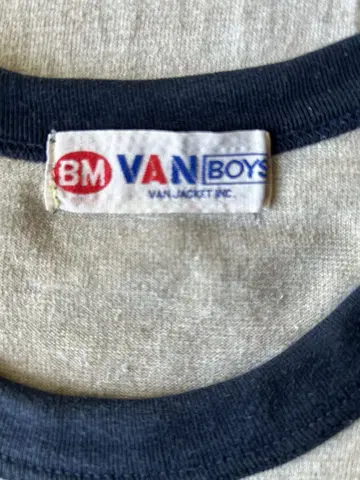 BM VAN BOYS
VAN JACKET INC.